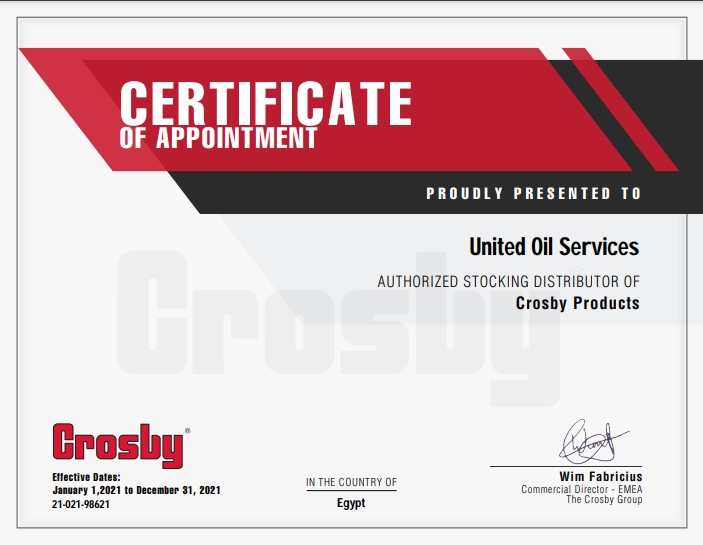 CERTIFICATE
OF APPOINTMENT
PROUDLY PRESENTED TO
United Oil Services
AUTHORIZED STOCKING DISTRIBUTOR OF
Crosby Products
Crosby
Crosby®
Effective Dates:
January 1,2021 to December 31, 2021
21-021-98621
IN THE COUNTRY OF
Egypt
Wim Fabricius
Commercial Director - EMEA
The Crosby Group